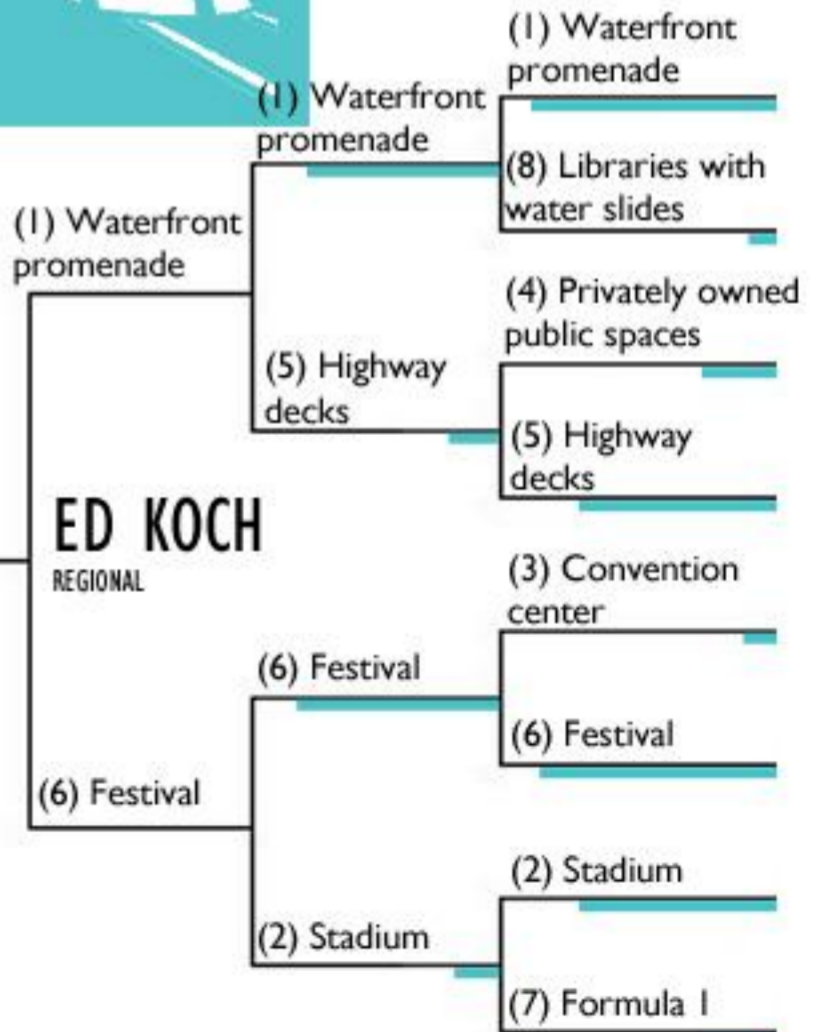 (1) Waterfront
promenade
(1) Waterfront
promenade
(8) Libraries with
water slides
(1) Waterfront
promenade
(4) Privately owned
public spaces
(5) Highway
decks
(5) Highway
decks
ED KOCH
REGIONAL
(3) Convention
center
(6) Festival
(6) Festival
(6) Festival
(2) Stadium
(2) Stadium
(7) Formula 1